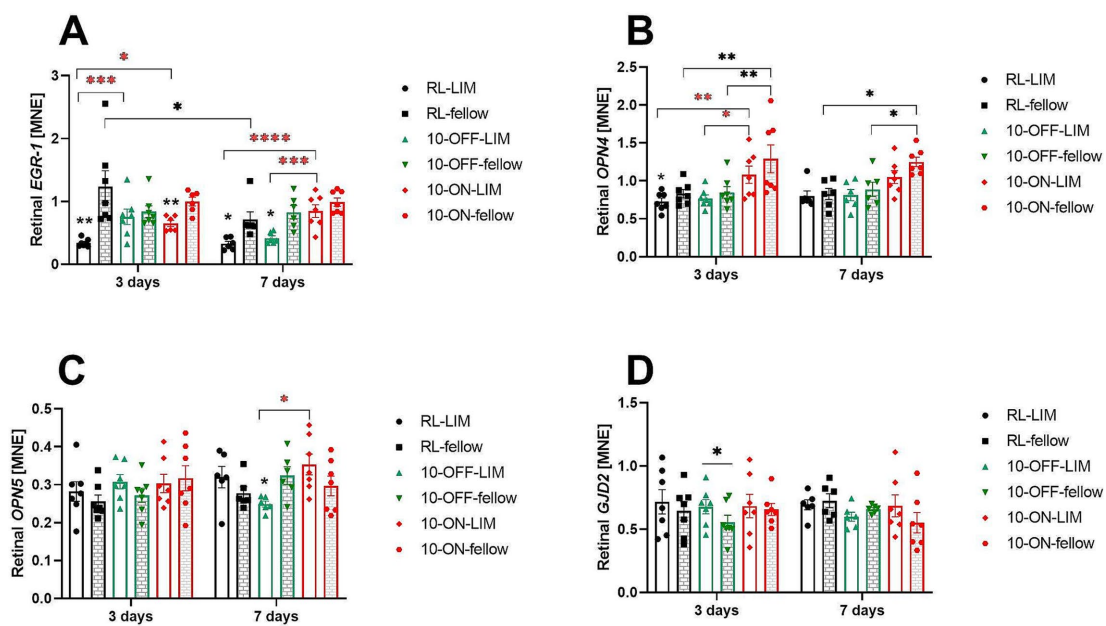 A
Retinal EGR-1 [MNE]
3
2
1
0
*
***
*
****
***
**
**
*
*
3 days
7 days
RL-LIM
RL-fellow
10-OFF-LIM
10-OFF-fellow
10-ON-LIM
10-ON-fellow
B
Retinal OPN4 [MNE]
2.5
2.0
1.5
1.0
0.5
0.0
**
**
**
*
*
*
*
3 days
7 days
RL-LIM
RL-fellow
10-OFF-LIM
10-OFF-fellow
10-ON-LIM
10-ON-fellow
C
Retinal OPN5 [MNE]
0.5
0.4
0.3
0.2
0.1
0.0
*
*
3 days
7 days
RL-LIM
RL-fellow
10-OFF-LIM
10-OFF-fellow
10-ON-LIM
10-ON-fellow
D
Retinal GJD2 [MNE]
1.5
1.0
0.5
0.0
*
3 days
7 days
RL-LIM
RL-fellow
10-OFF-LIM
10-OFF-fellow
10-ON-LIM
10-ON-fellow